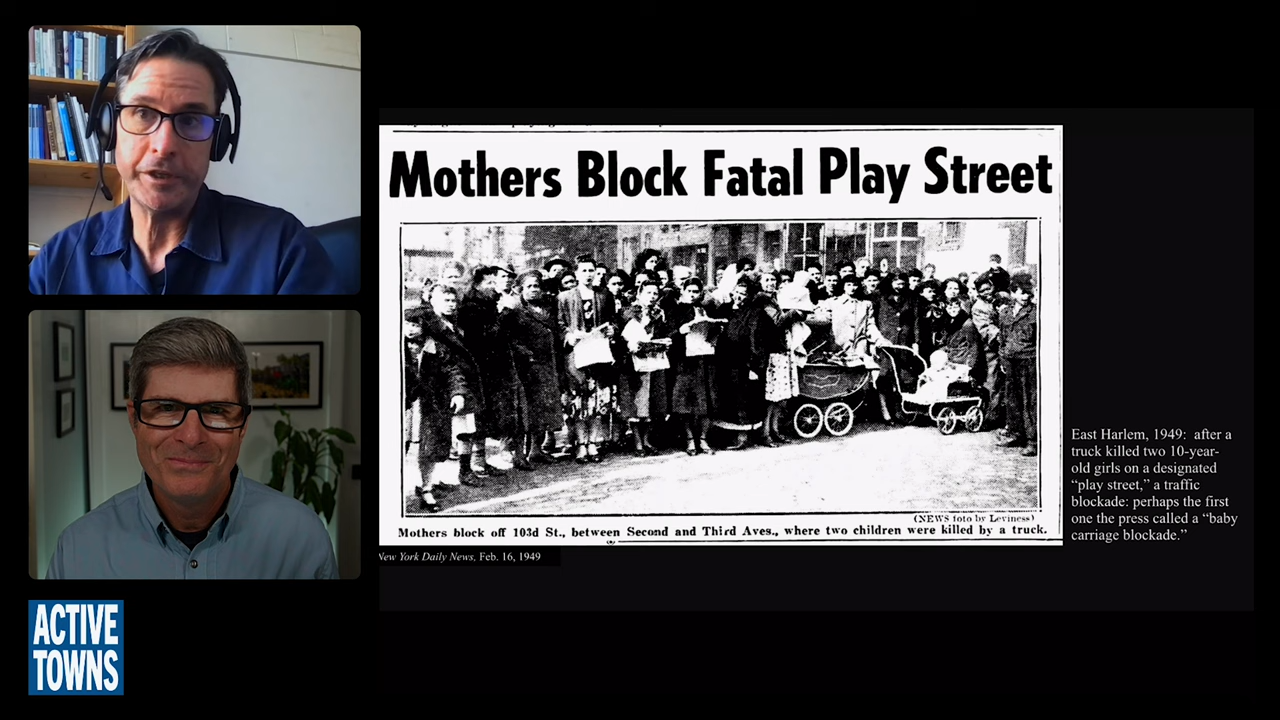 Mothers Block Fatal Play Street
(NEWS foto by Leviness)
Mothers block off 103d St., between Second and Third Aves., where two children were killed by a truck.
New York Daily News, Feb. 16, 1949
East Harlem, 1949: after a
truck killed two 10-year-
old girls on a designated
“play street,” a traffic
blockade: perhaps the first
one the press called a “baby
carriage blockade.”
ACTIVE
TOWNS